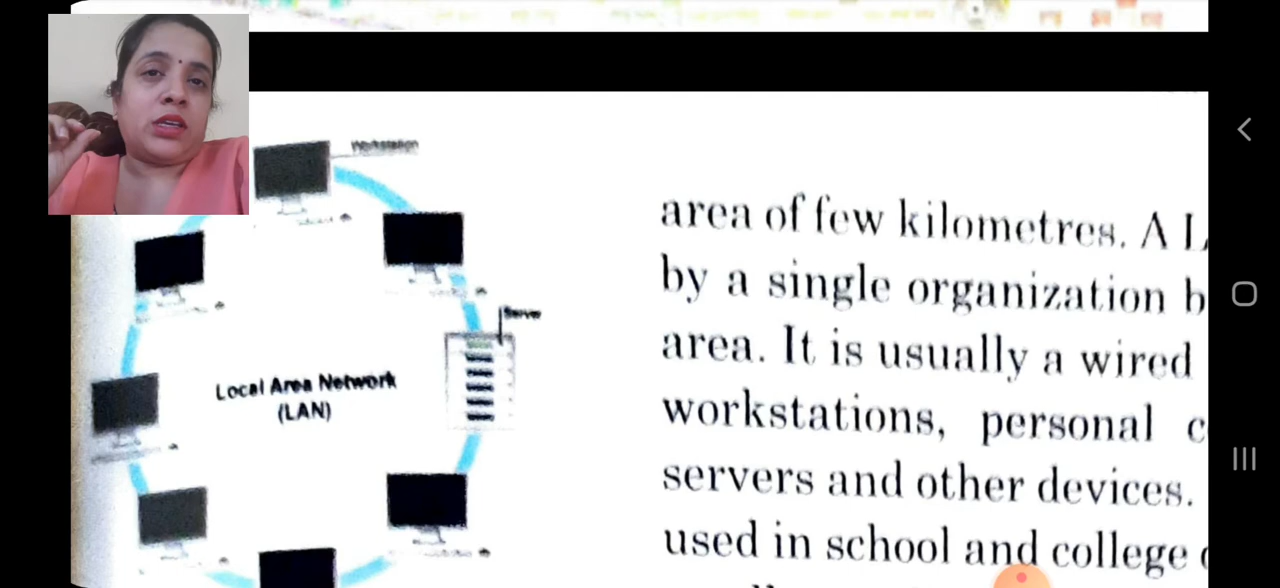 Workstation
Server
Local Area Network
(LAN)
area of few kilometres. A L
by a single organization b
area. It is usually a wired
workstations, personal c
servers and other devices.
used in school and college